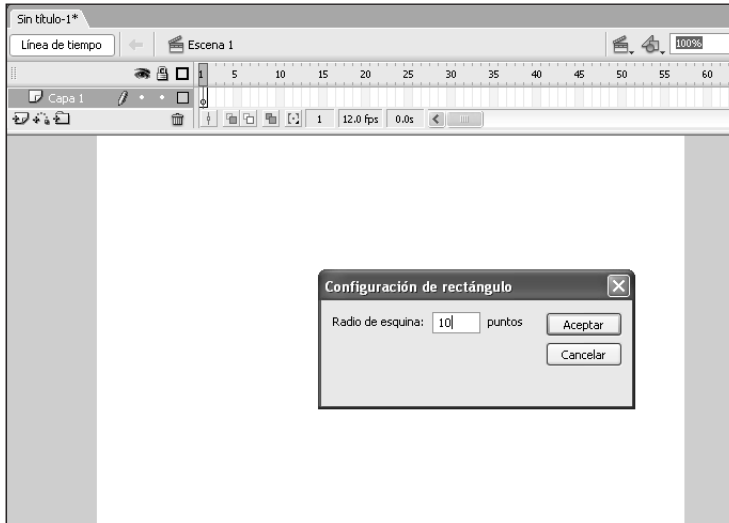 Sin título-1*
Línea de tiempo Escena 1 100%
1 5 10 15 20 25 30 35 40 45 50 55 60
Capa 1
1 12.0 fps 0.0s
Configuración de rectángulo
Radio de esquina: 10 puntos Aceptar
Cancelar